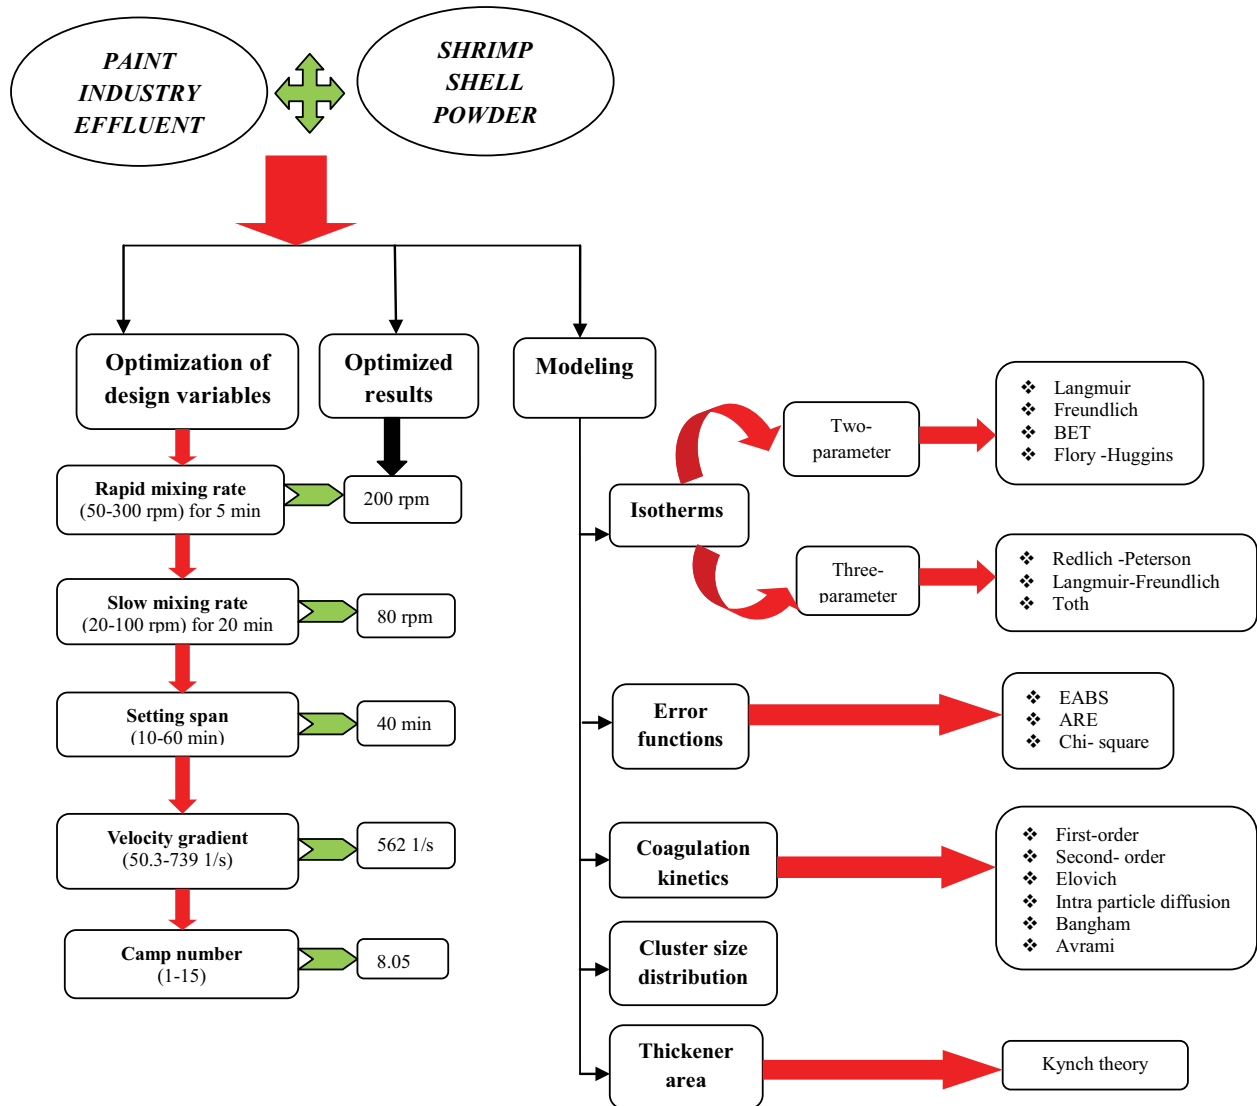 PAINT
INDUSTRY
EFFLUENT
SHRIMP
SHELL
POWDER
Optimization of
design variables
Optimized
results
Modeling
Rapid mixing rate
(50-300 rpm) for 5 min
200 rpm
Slow mixing rate
(20-100 rpm) for 20 min
80 rpm
Setting span
(10-60 min)
40 min
Velocity gradient
(50.3-739 1/s)
562 1/s
Camp number
(1-15)
8.05
Isotherms
Two-
parameter
❖ Langmuir
❖ Freundlich
❖ BET
❖ Flory -Huggins
Three-
parameter
❖ Redlich -Peterson
❖ Langmuir-Freundlich
❖ Toth
Error
functions
❖ EABS
❖ ARE
❖ Chi- square
Coagulation
kinetics
❖ First-order
❖ Second- order
❖ Elovich
❖ Intra particle diffusion
❖ Bangham
❖ Avrami
Cluster size
distribution
Thickener
area
Kynch theory